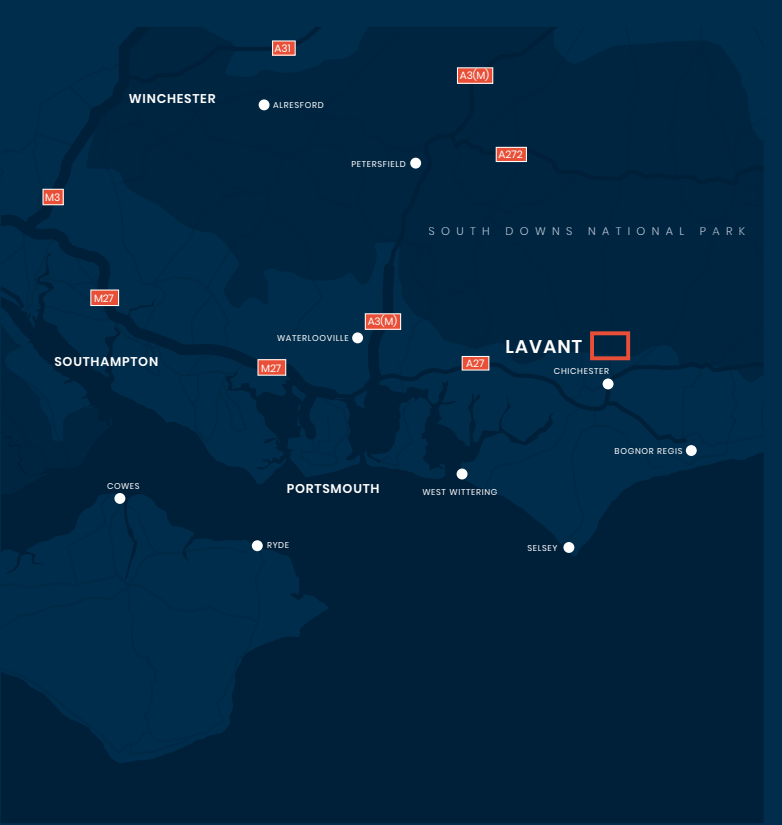 A31
A3(M)
WINCHESTER
ALRESFORD
A272
PETERSFIELD
M3
SOUTH DOWNS NATIONAL PARK
M27
A3(M)
WATERLOOVILLE
LAVANT
SOUTHAMPTON
M27
A27
CHICHESTER
BOGNOR REGIS
COWES
PORTSMOUTH
WEST WITTERING
RYDE
SELSEY